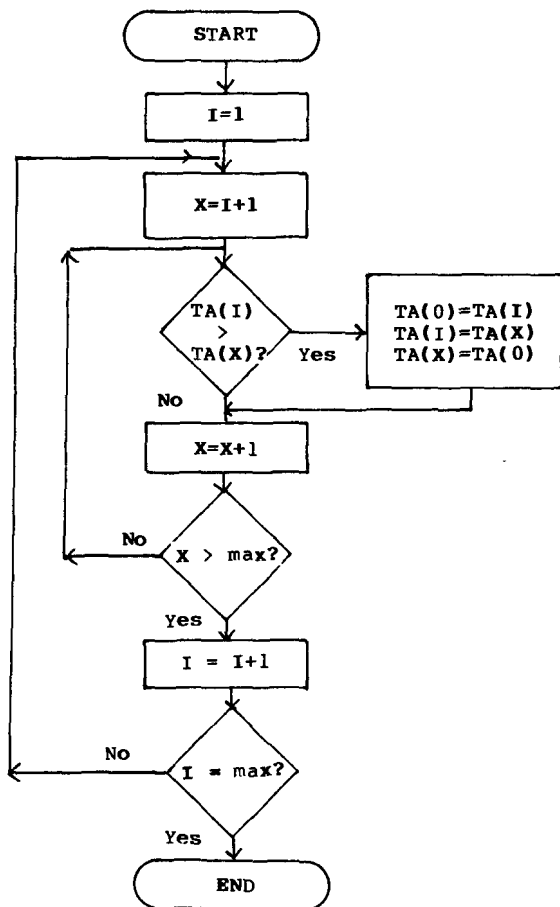 START
I=1
X=I+1
TA(I)
>
TA(X)?
Yes
TA(0)=TA(I)
TA(I)=TA(X)
TA(X)=TA(0)
No
X=X+1
No
X > max?
Yes
I = I+1
No
I = max?
Yes
END